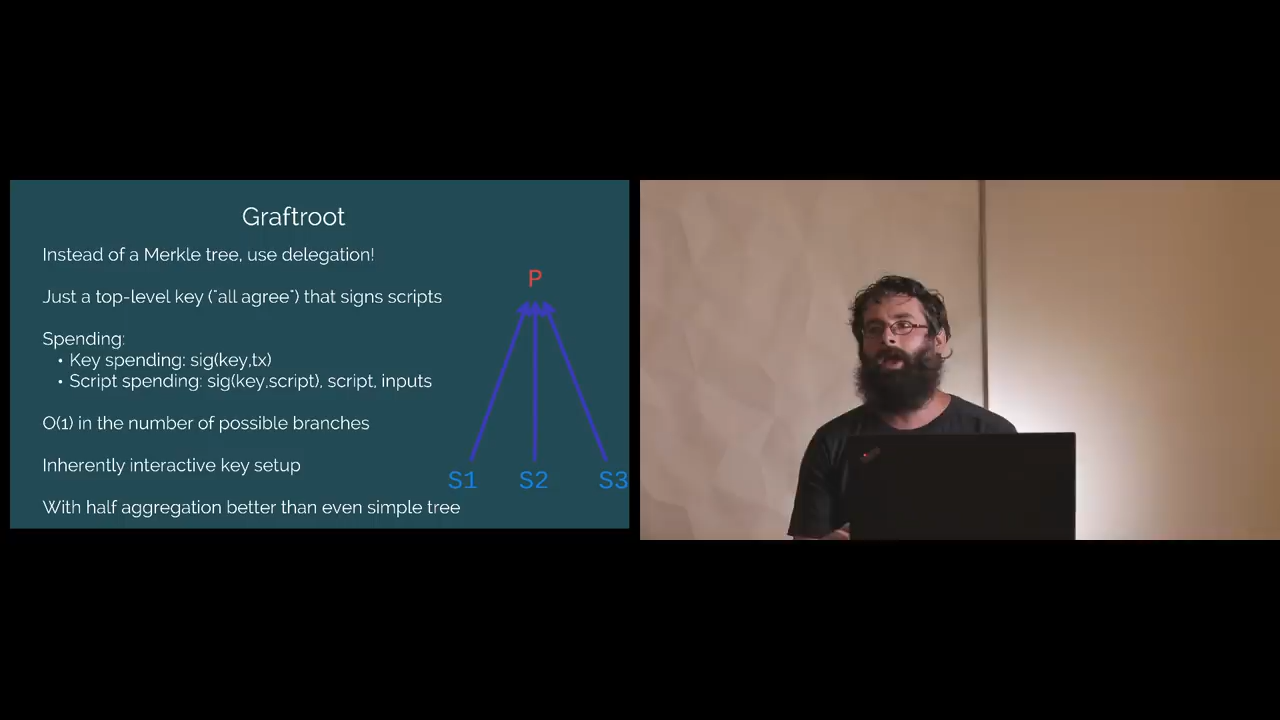 Graftroot
Instead of a Merkle tree, use delegation!
Just a top-level key ("all agree") that signs scripts
Spending:
• Key spending: sig(key,tx)
• Script spending: sig(key,script), script, inputs
O(1) in the number of possible branches
Inherently interactive key setup
With half aggregation better than even simple tree
P
S1 S2 S3